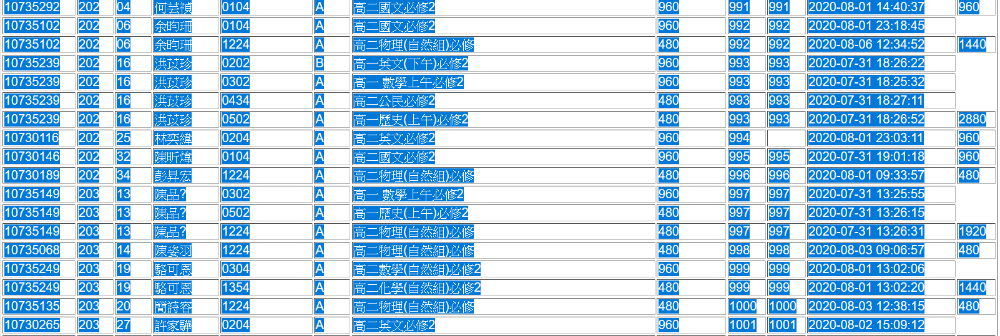 10735292 202 04 何芸禎 0104 A 高二國文必修2 960 991 991 2020-08-01 14:40:37 960
10735102 202 06 余昀珊 0104 A 高二國文必修2 960 992 992 2020-08-01 23:18:45
10735102 202 06 余昀珊 1224 A 高二物理(自然組)必修 480 992 992 2020-08-06 12:34:52 1440
10735239 202 16 洪苡珍 0202 B 高一英文(下午)必修2 960 993 993 2020-07-31 18:26:22
10735239 202 16 洪苡珍 0302 A 高一 數學上午必修2 960 993 993 2020-07-31 18:25:32
10735239 202 16 洪苡珍 0434 A 高二公民必修2 480 993 993 2020-07-31 18:27:11
10735239 202 16 洪苡珍 0502 A 高一歷史(上午)必修2 480 993 993 2020-07-31 18:26:52 2880
10730116 202 25 林奕緯 0204 A 高二英文必修2 960 994 2020-08-01 23:03:11 960
10730146 202 32 陳昕煒 0104 A 高二國文必修2 960 995 995 2020-07-31 19:01:18 960
10730189 202 34 彭昇宏 1224 A 高二物理(自然組)必修 480 996 996 2020-08-01 09:33:57 480
10735149 203 13 陳品? 0302 A 高一 數學上午必修2 960 997 997 2020-07-31 13:25:55
10735149 203 13 陳品? 0502 A 高一歷史(上午)必修2 480 997 997 2020-07-31 13:26:15
10735149 203 13 陳品? 1224 A 高二物理(自然組)必修 480 997 997 2020-07-31 13:26:31 1920
10735068 203 14 陳姿羽 1224 A 高二物理(自然組)必修 480 998 998 2020-08-03 09:06:57 480
10735249 203 19 駱可恩 0304 A 高二數學(自然組)必修2 960 999 999 2020-08-01 13:02:06
10735249 203 19 駱可恩 1354 A 高二化學(自然組)必修2 480 999 999 2020-08-01 13:02:20 1440
10735135 203 20 簡詩容 1224 A 高二物理(自然組)必修 480 1000 1000 2020-08-03 12:38:15 480
10730265 203 27 許家驊 0204 A 高二英文必修2 960 1001 1001 2020-08-02 15:09:12